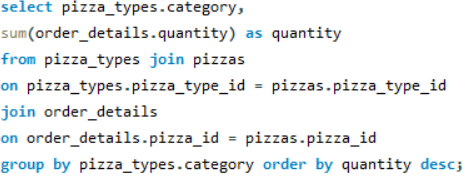 select pizza_types.category,
sum(order_details.quantity) as quantity
from pizza_types join pizzas
on pizza_types.pizza_type_id = pizzas.pizza_type_id
join order_details
on order_details.pizza_id = pizzas.pizza_id
group by pizza_types.category order by quantity desc;